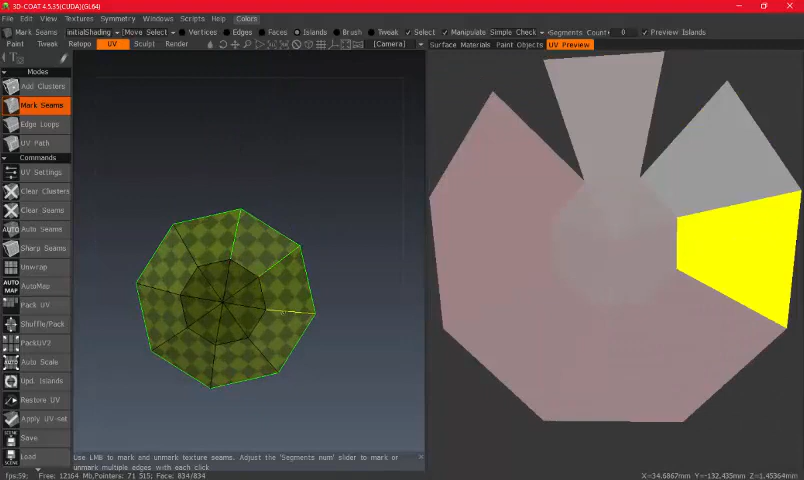 3D-COAT 4.5.35(CUDA)(GL64)
File Edit View Textures Symmetry Windows Scripts Help Colors
Mark Seams InitialShading [Move Select] Vertices Edges Faces Islands Brush Tweak Select Manipulate Simple Check Segments Count 0 Preview Islands
Paint Tweak Retopo UV Sculpt Render [Camera] Surface Materials Paint Objects UV Preview
Modes
Add Clusters
Mark Seams
Edge Loops
UV Path
Commands
UV Settings
Clear Clusters
Clear Seams
AUTO Auto Seams
Sharp Seams
Unwrap
AUTO MAP AutoMap
Pack UV
Shuffle/Pack
PackUV2
AUTO Auto Scale
Upd. Islands
Restore UV
Apply UV-set
SCENE Save
SCENE Load
Use LMB to mark and unmark texture seams. Adjust the 'Segments num' slider to mark or
unmark multiple edges with each click
fps:59; Free: 12164 Mb,Pointers: 71 515; Face: 834/834 X=34.6867mm Y=-132.435mm Z=1.45364mm